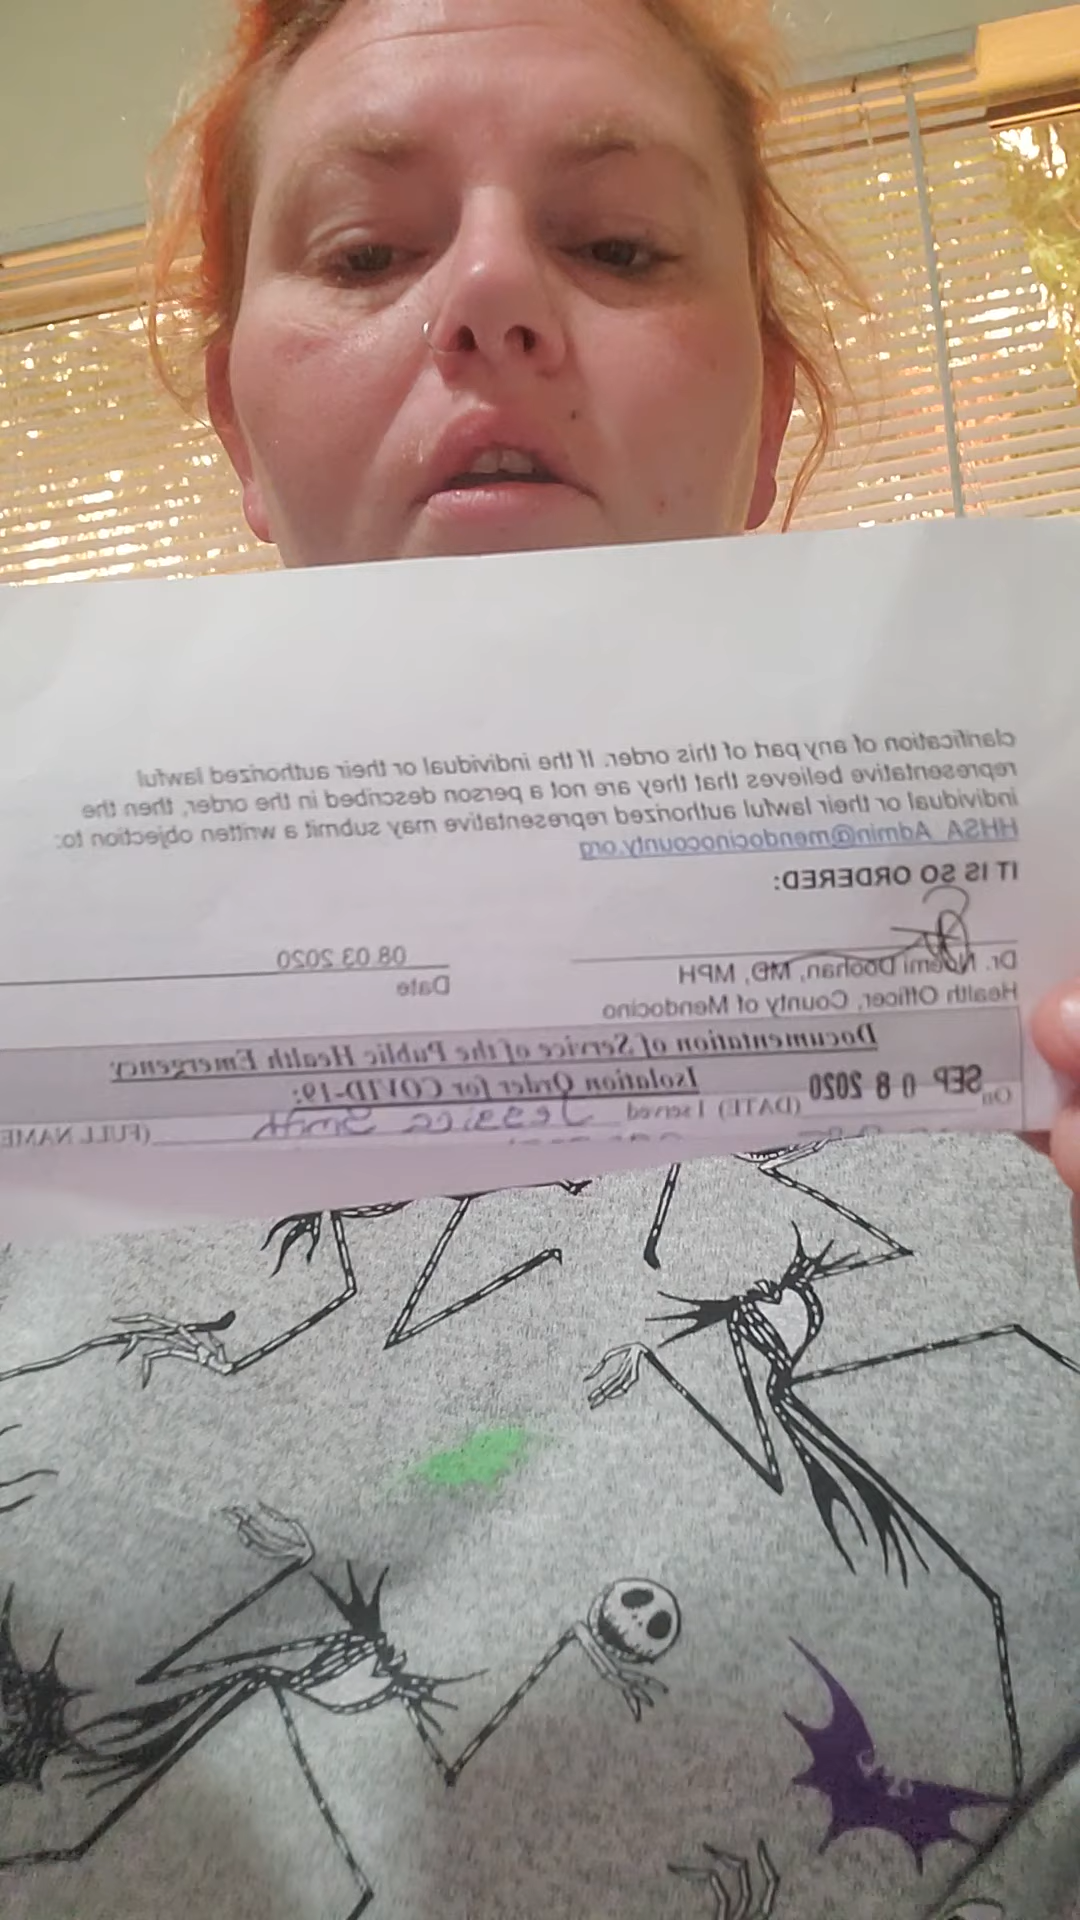 clarification of any part of this order. If the individual or their authorized lawful
representative believes that they are not a person described in the order, then the
individual or their lawful authorized representative may submit a written objection to:
HHSA_Admin@mendocinocounty.org
IT IS SO ORDERED:
08.03.2020
Dr. Noemi Doohan, MD, MPH
Date
Health Officer, County of Mendocino
Documentation of Service of the Public Health Emergency
Isolation Order for COVID-19:
On SEP 08 2020 (DATE) I served Jessica Smith (FULL NAME